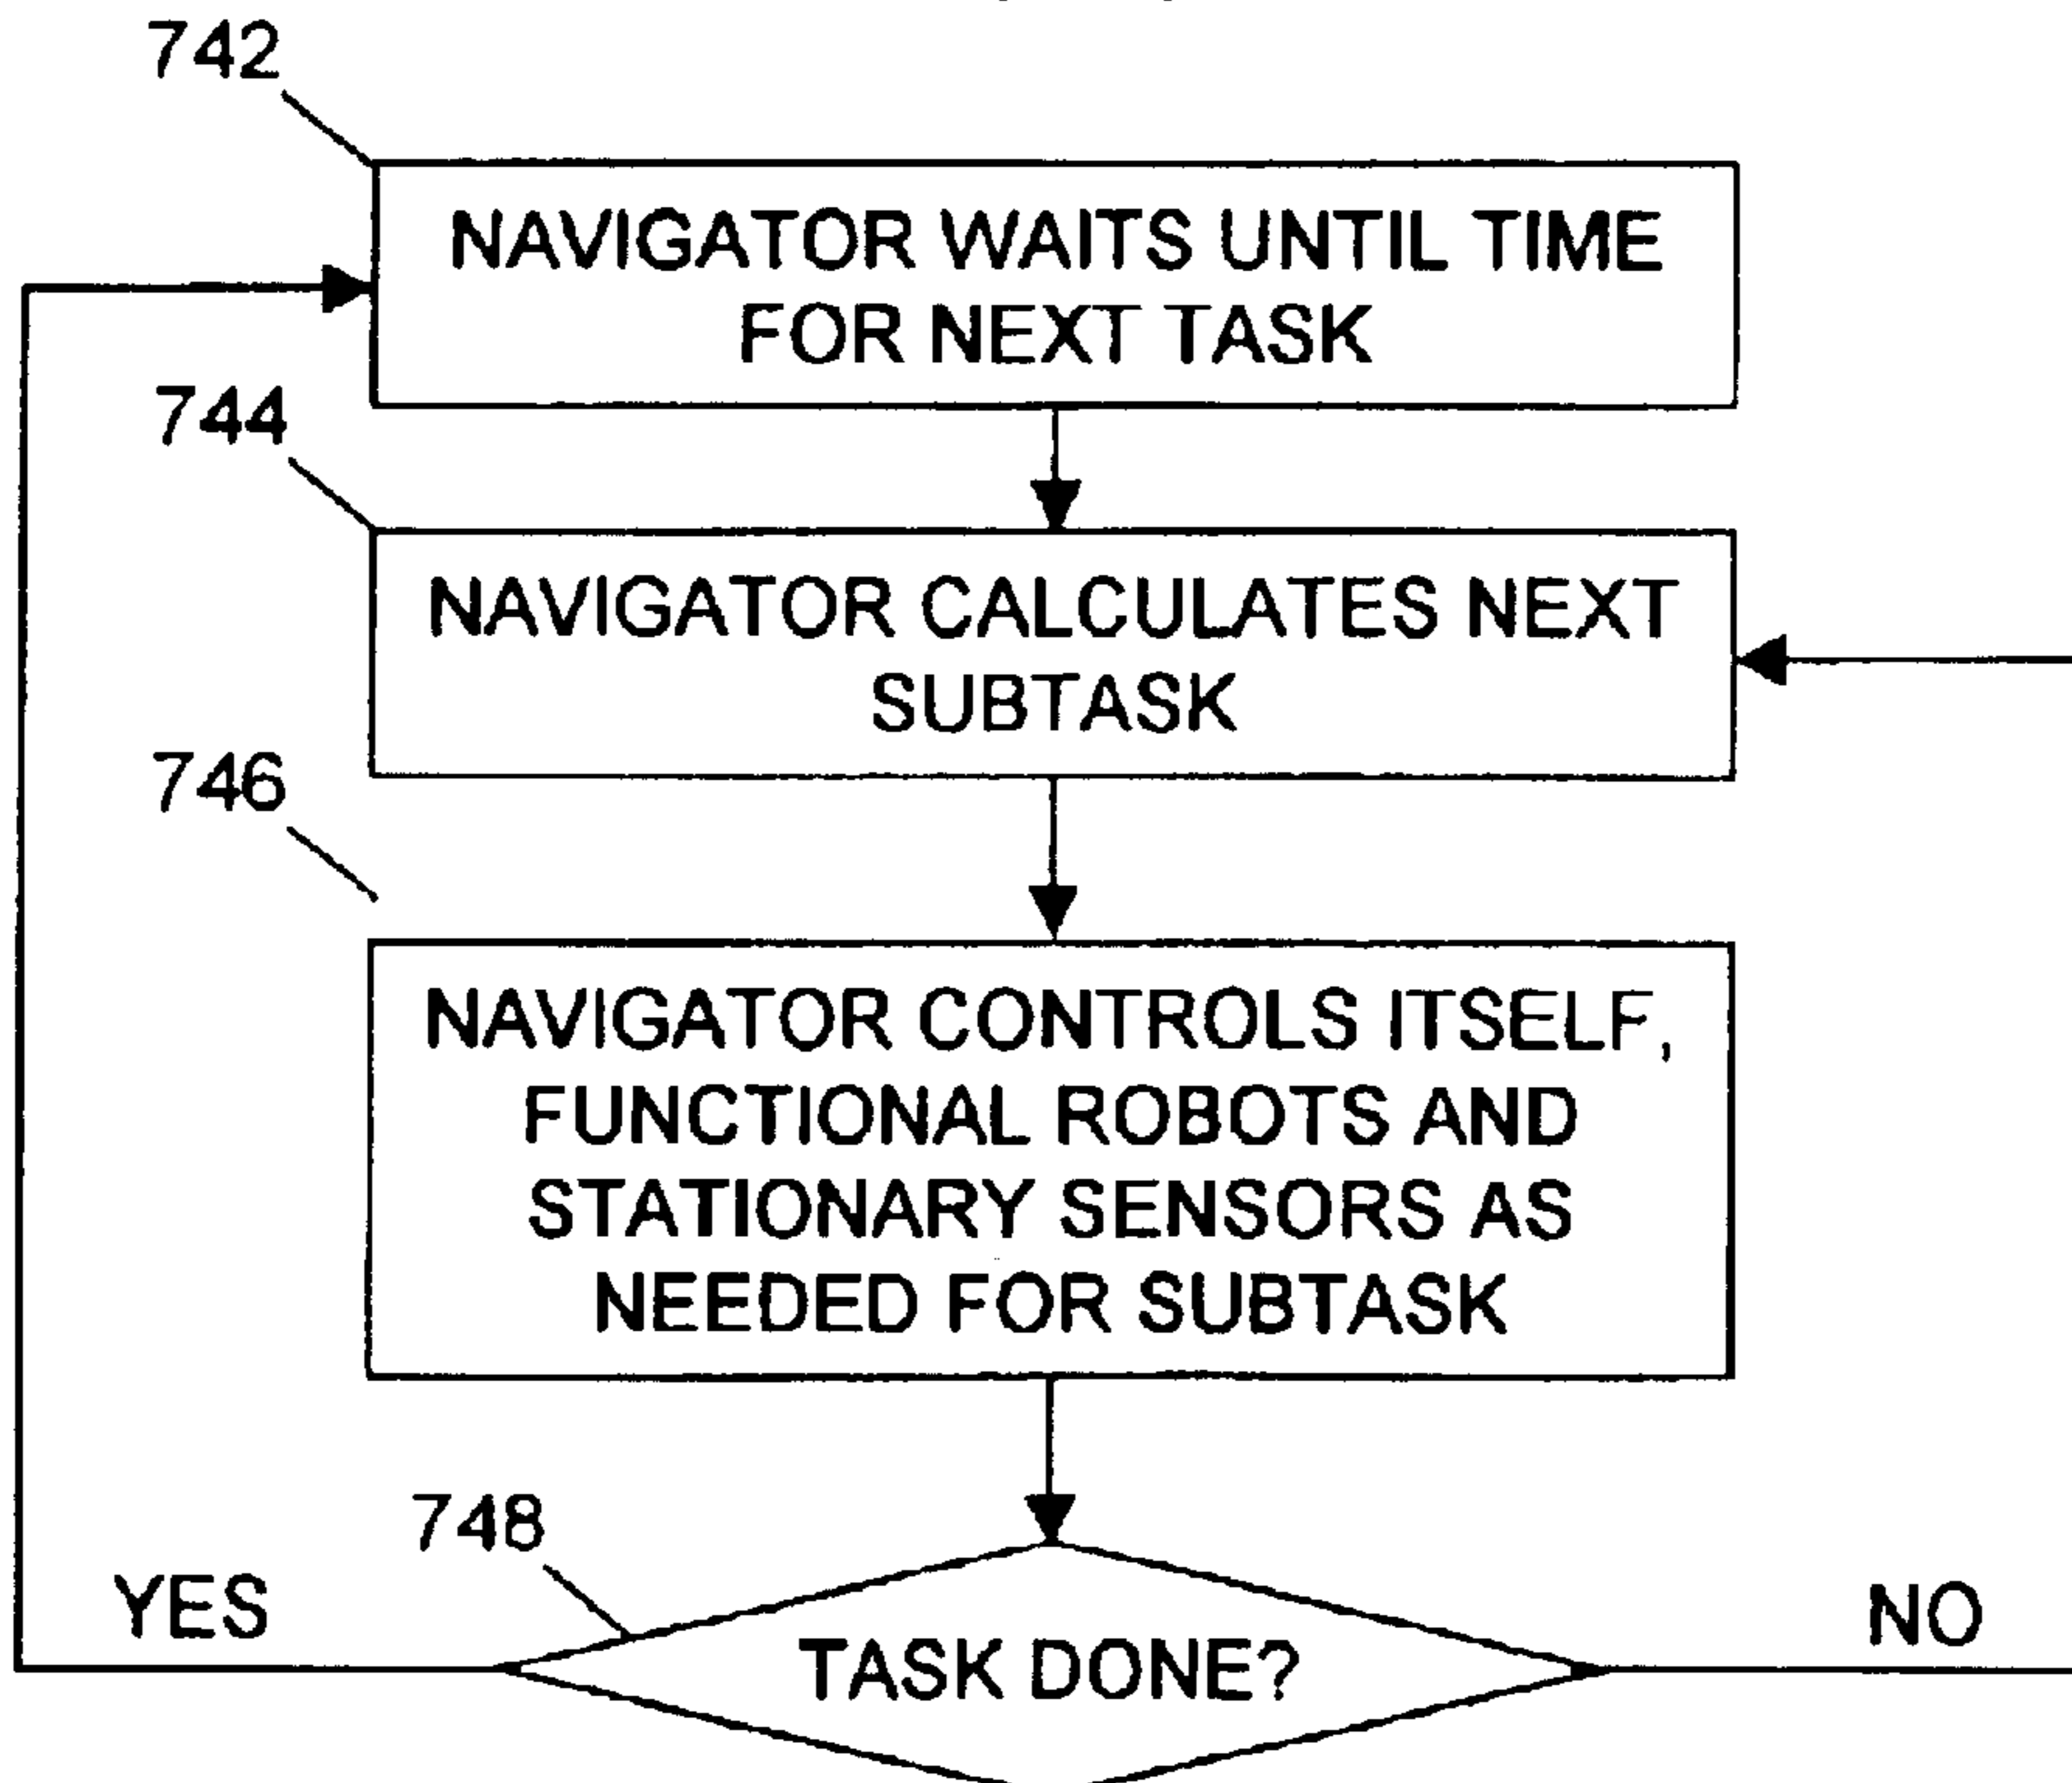 742
NAVIGATOR WAITS UNTIL TIME
FOR NEXT TASK
744
NAVIGATOR CALCULATES NEXT
SUBTASK
746
NAVIGATOR CONTROLS ITSELF,
FUNCTIONAL ROBOTS AND
STATIONARY SENSORS AS
NEEDED FOR SUBTASK
748
YES
TASK DONE?
NO